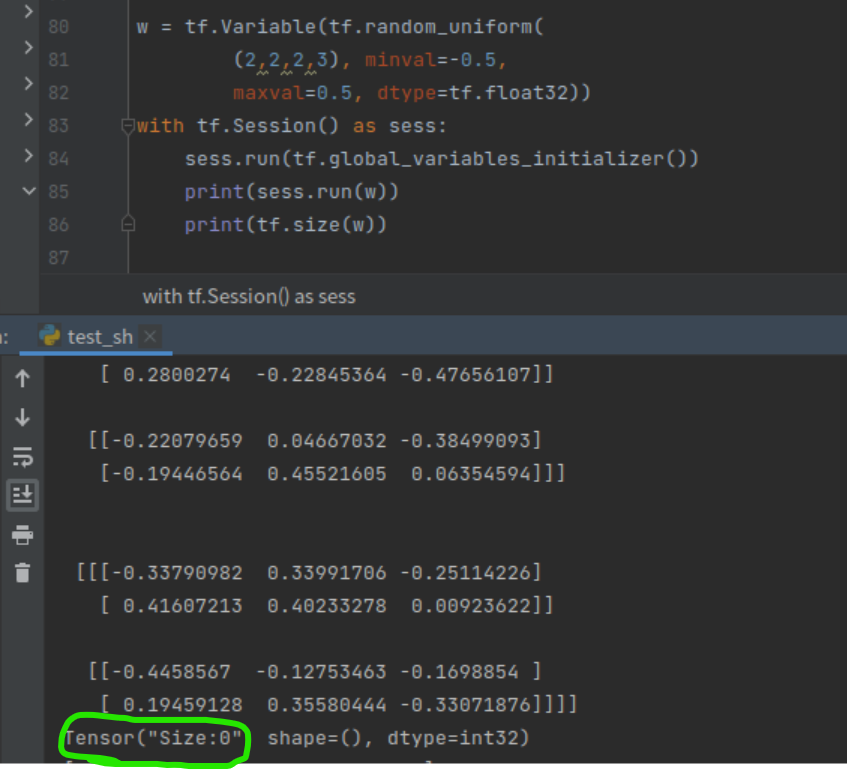 80 w = tf.Variable(tf.random_uniform(
81 (2,2,2,3), minval=-0.5,
82 maxval=0.5, dtype=tf.float32))
83 with tf.Session() as sess:
84 sess.run(tf.global_variables_initializer())
85 print(sess.run(w))
86 print(tf.size(w))
87
with tf.Session() as sess
: test_sh
[ 0.2800274 -0.22845364 -0.47656107]]
[[-0.22079659 0.04667032 -0.38499093]
[-0.19446564 0.45521605 0.06354594]]]
[[[-0.33790982 0.33991706 -0.25114226]
[ 0.41607213 0.40233278 0.00923622]]
[[-0.4458567 -0.12753463 -0.1698854 ]
[ 0.19459128 0.35580444 -0.33071876]]]]
Tensor("Size:0" shape=(), dtype=int32)